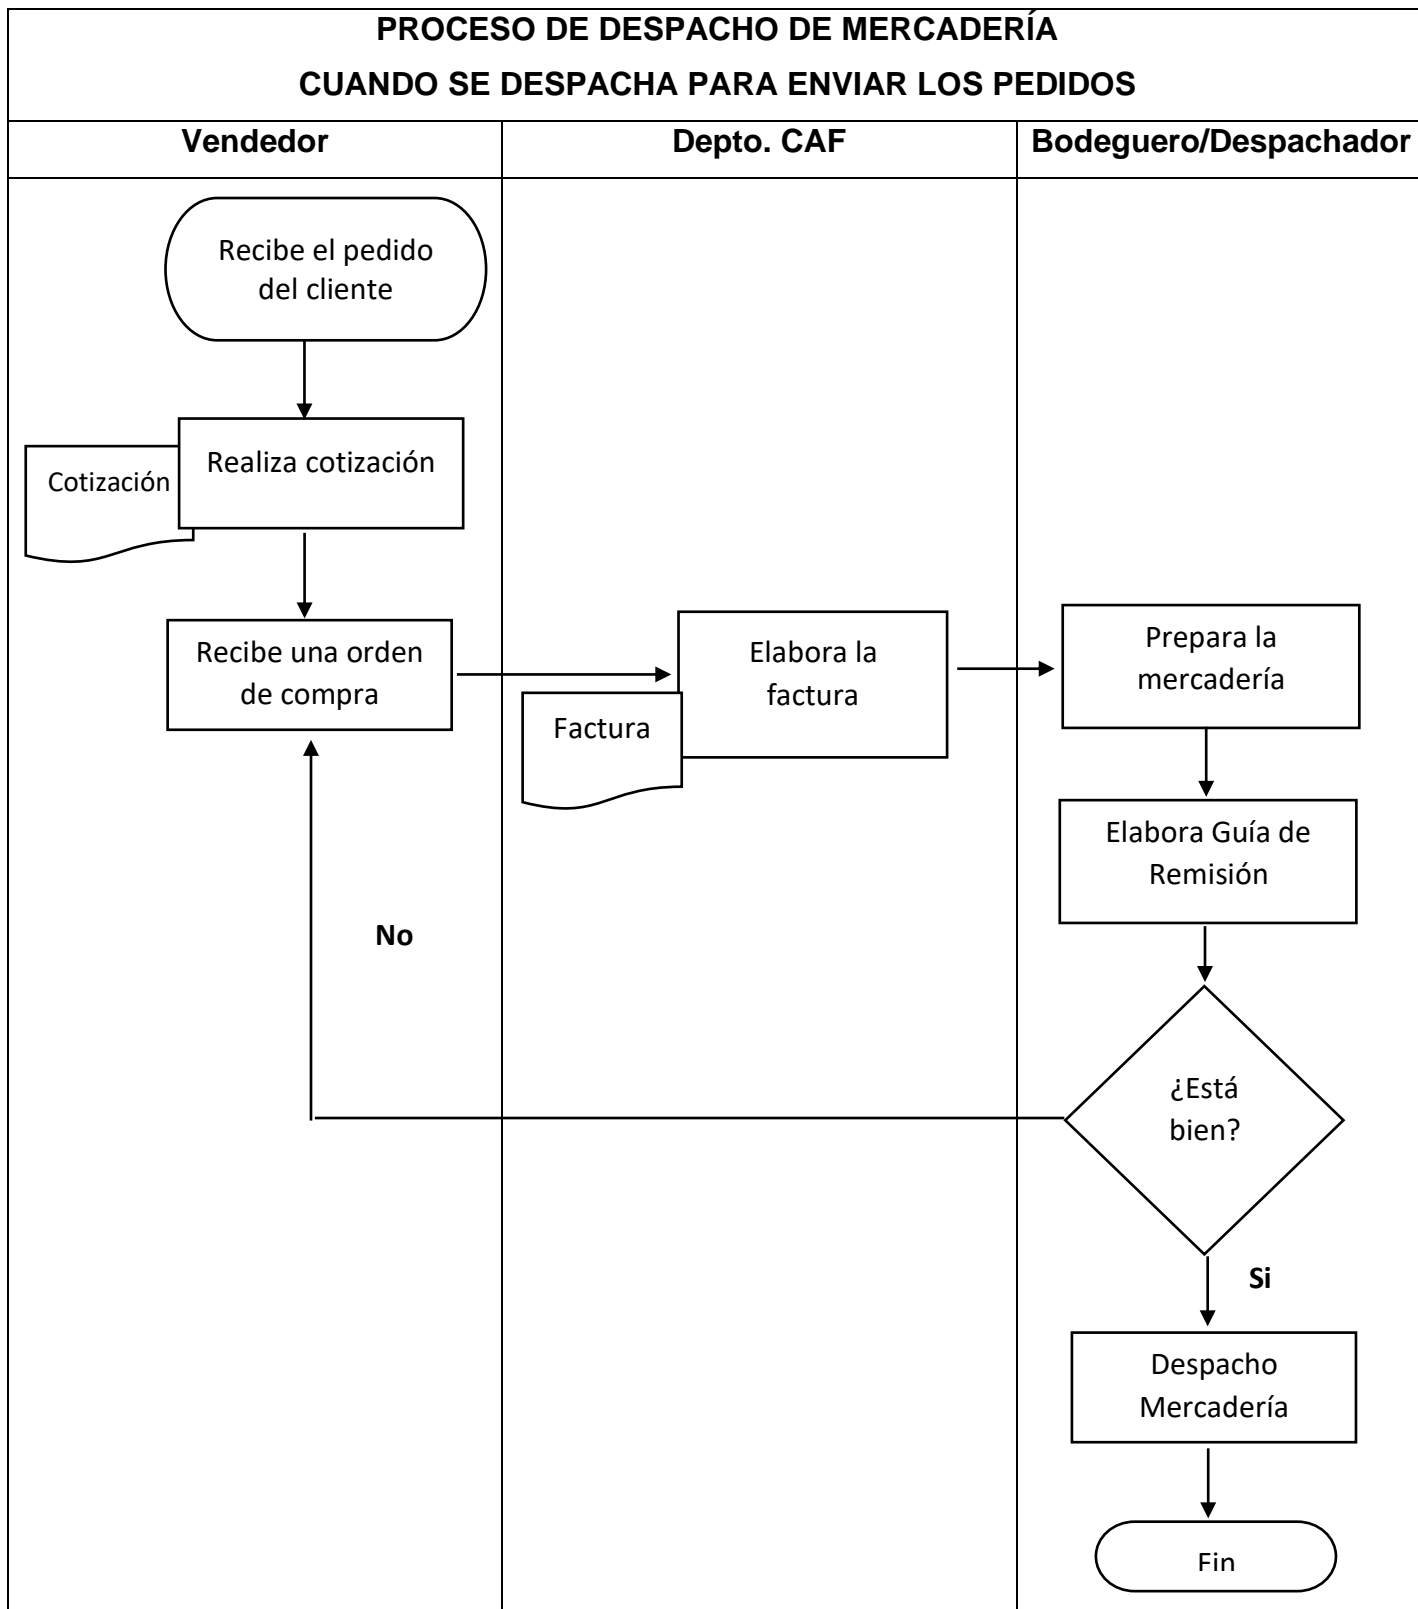 PROCESO DE DESPACHO DE MERCADERÍA
CUANDO SE DESPACHA PARA ENVIAR LOS PEDIDOS
Vendedor
Depto. CAF
Bodeguero/Despachador
Recibe el pedido
del cliente
Cotización
Realiza cotización
Recibe una orden
de compra
Elabora la
factura
Factura
Prepara la
mercadería
Elabora Guía de
Remisión
No
¿Está
bien?
Si
Despacho
Mercadería
Fin